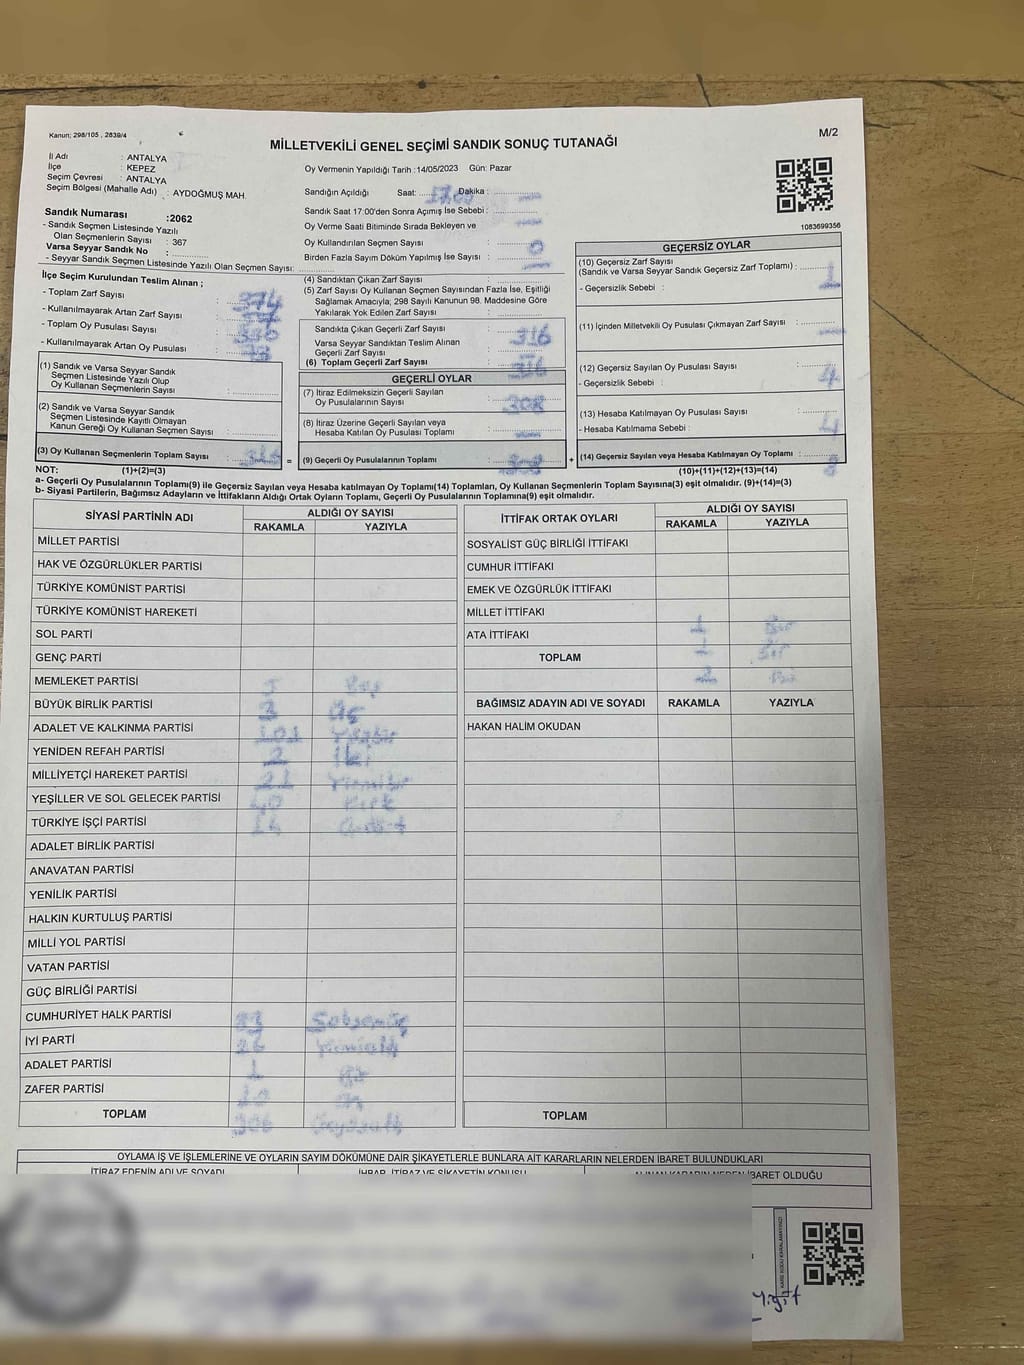 Kanun; 298/105 , 2839/4
M/2
MİLLETVEKİLİ GENEL SEÇİMİ SANDIK SONUÇ TUTANAĞI
İl Adı : ANTALYA
İlçe : KEPEZ
Seçim Çevresi : ANTALYA
Seçim Bölgesi (Mahalle Adı) : AYDOĞMUŞ MAH.
Sandık Numarası :2062
- Sandık Seçmen Listesinde Yazılı
Olan Seçmenlerin Sayısı : 367
Varsa Seyyar Sandık No :
- Seyyar Sandık Seçmen Listesinde Yazılı Olan Seçmen Sayısı:
Oy Vermenin Yapıldığı Tarih :14/05/2023 Gün: Pazar
Sandığın Açıldığı Saat: Dakika :
Sandık Saat 17:00'den Sonra Açımış İse Sebebi :
Oy Verme Saati Bitiminde Sırada Bekleyen ve
Oy Kullandırılan Seçmen Sayısı : 0
Birden Fazla Sayım Döküm Yapılmış İse Sayısı :
1083699356
İlçe Seçim Kurulundan Teslim Alınan ;
- Toplam Zarf Sayısı : 374
- Kullanılmayarak Artan Zarf Sayısı :
- Toplam Oy Pusulası Sayısı :
- Kullanılmayarak Artan Oy Pusulası :
(1) Sandık ve Varsa Seyyar Sandık
Seçmen Listesinde Yazılı Olup
Oy Kullanan Seçmenlerin Sayısı :
(2) Sandık ve Varsa Seyyar Sandık
Seçmen Listesinde Kayıtlı Olmayan
Kanun Gereği Oy Kullanan Seçmen Sayısı :
(3) Oy Kullanan Seçmenlerin Toplam Sayısı : =
(4) Sandıktan Çıkan Zarf Sayısı :
(5) Zarf Sayısı Oy Kullanan Seçmen Sayısından Fazla İse, Eşitliği
Sağlamak Amacıyla; 298 Sayılı Kanunun 98. Maddesine Göre
Yakılarak Yok Edilen Zarf Sayısı :
Sandıkta Çıkan Geçerli Zarf Sayısı : 316
Varsa Seyyar Sandıktan Teslim Alınan
Geçerli Zarf Sayısı :
(6) Toplam Geçerli Zarf Sayısı : 316
GEÇERLİ OYLAR
(7) İtiraz Edilmeksizin Geçerli Sayılan
Oy Pusulalarının Sayısı : 308
(8) İtiraz Üzerine Geçerli Sayılan veya
Hesaba Katılan Oy Pusulası Toplamı :
(9) Geçerli Oy Pusulalarının Toplamı : 308 +
GEÇERSİZ OYLAR
(10) Geçersiz Zarf Sayısı
(Sandık ve Varsa Seyyar Sandık Geçersiz Zarf Toplamı) :
- Geçersizlik Sebebi : 1
(11) İçinden Milletvekili Oy Pusulası Çıkmayan Zarf Sayısı :
(12) Geçersiz Sayılan Oy Pusulası Sayısı :
- Geçersizlik Sebebi : 4
(13) Hesaba Katılmayan Oy Pusulası Sayısı :
- Hesaba Katılmama Sebebi :
(14) Geçersiz Sayılan veya Hesaba Katılmayan Oy Toplamı :
NOT: (1)+(2)=(3) (10)+(11)+(12)+(13)=(14)
a- Geçerli Oy Pusulalarının Toplamı(9) ile Geçersiz Sayılan veya Hesaba katılmayan Oy Toplamı(14) Toplamları, Oy Kullanan Seçmenlerin Toplam Sayısına(3) eşit olmalıdır. (9)+(14)=(3)
b- Siyasi Partilerin, Bağımsız Adayların ve İttifakların Aldığı Ortak Oyların Toplamı, Geçerli Oy Pusulalarının Toplamına(9) eşit olmalıdır.
SİYASİ PARTİNİN ADI ALDIĞI OY SAYISI
RAKAMLA YAZIYLA
MİLLET PARTİSİ
HAK VE ÖZGÜRLÜKLER PARTİSİ
TÜRKİYE KOMÜNİST PARTİSİ
TÜRKİYE KOMÜNİST HAREKETİ
SOL PARTİ
GENÇ PARTİ
MEMLEKET PARTİSİ 5 Beş
BÜYÜK BİRLİK PARTİSİ 3 Üç
ADALET VE KALKINMA PARTİSİ 101 Yüzbir
YENİDEN REFAH PARTİSİ 2 İki
MİLLİYETÇİ HAREKET PARTİSİ 21 Yirmibir
YEŞİLLER VE SOL GELECEK PARTİSİ 40 Kırk
TÜRKİYE İŞÇİ PARTİSİ
ADALET BİRLİK PARTİSİ
ANAVATAN PARTİSİ
YENİLİK PARTİSİ
HALKIN KURTULUŞ PARTİSİ
MİLLİ YOL PARTİSİ
VATAN PARTİSİ
GÜÇ BİRLİĞİ PARTİSİ
CUMHURİYET HALK PARTİSİ 83 Seksenüç
İYİ PARTİ 26 Yirmialtı
ADALET PARTİSİ 1 Bir
ZAFER PARTİSİ 10 On
TOPLAM 306 Üçyüzaltı
İTTİFAK ORTAK OYLARI ALDIĞI OY SAYISI
RAKAMLA YAZIYLA
SOSYALİST GÜÇ BİRLİĞİ İTTİFAKI
CUMHUR İTTİFAKI
EMEK VE ÖZGÜRLÜK İTTİFAKI
MİLLET İTTİFAKI
ATA İTTİFAKI 1 Bir
TOPLAM 1 Bir
BAĞIMSIZ ADAYIN ADI VE SOYADI RAKAMLA YAZIYLA
HAKAN HALİM OKUDAN
TOPLAM
OYLAMA İŞ VE İŞLEMLERİNE VE OYLARIN SAYIM DÖKÜMÜNE DAİR ŞİKAYETLERLE BUNLARA AİT KARARLARIN NELERDEN İBARET BULUNDUKLARI
İTİRAZ EDENİN ADI VE SOYADI İHBAR, İTİRAZ VE ŞİKAYETİN KONUSU ALINAN KARARIN NEDEN İBARET OLDUĞU
Yiğit